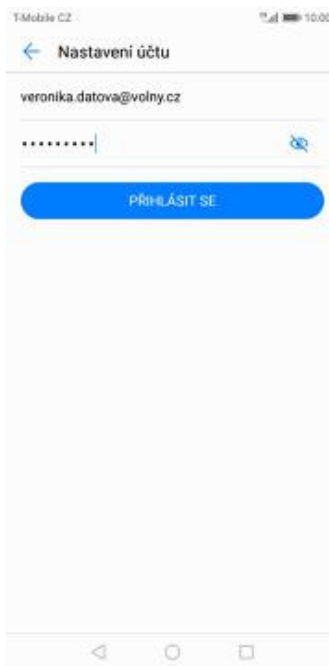 T-Mobile CZ 10:00
Nastavení účtu
veronika.datova@volny.cz
•••••••••
PŘIHLÁSIT SE